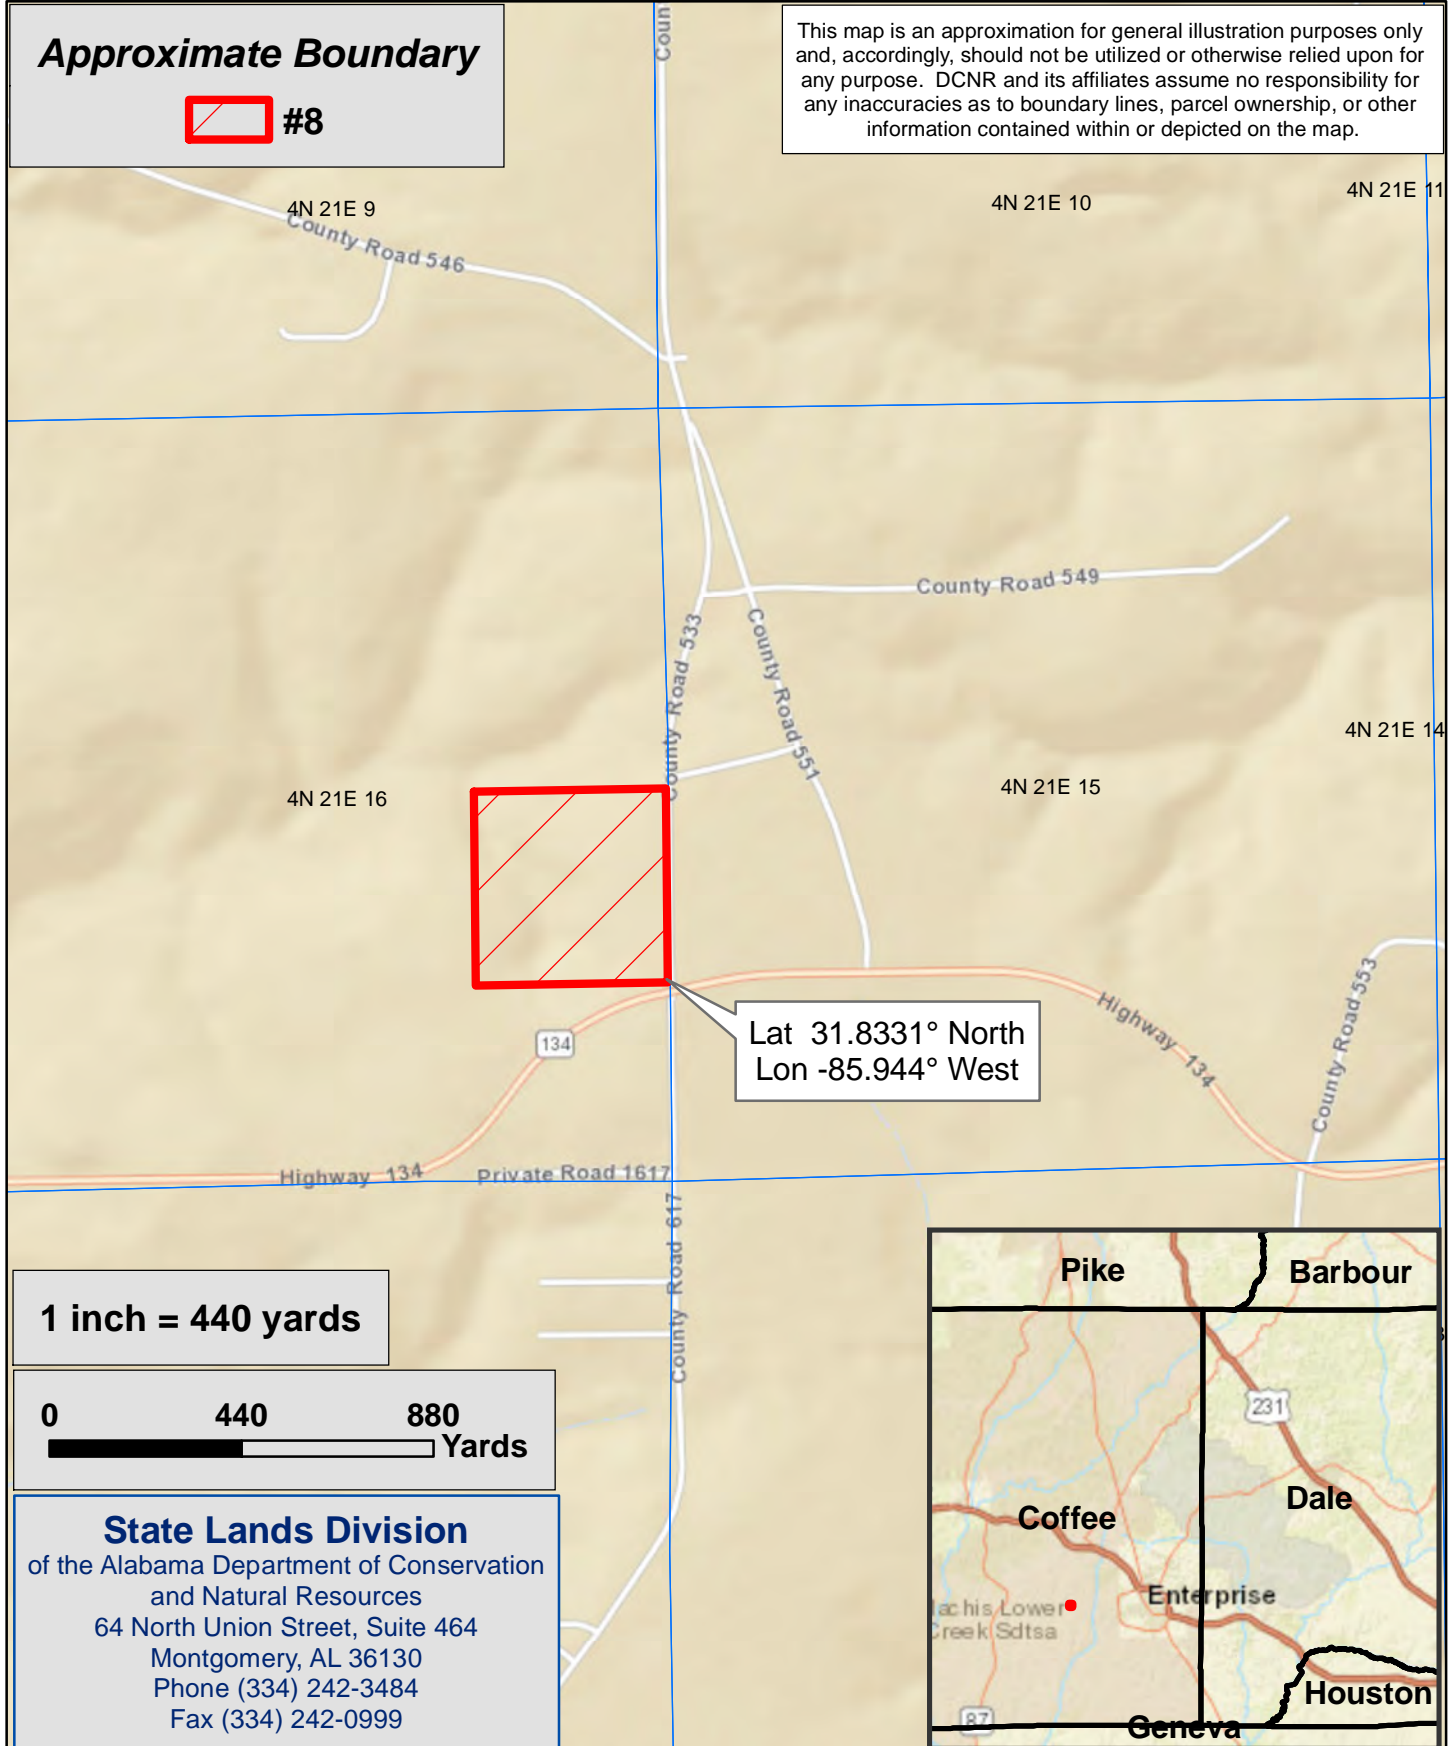 Approximate Boundary
#8
This map is an approximation for general illustration purposes only
and, accordingly, should not be utilized or otherwise relied upon for
any purpose. DCNR and its affiliates assume no responsibility for
any inaccuracies as to boundary lines, parcel ownership, or other
information contained within or depicted on the map.
Coun
4N 21E 9
4N 21E 10
4N 21E 11
County Road 546
County Road 549
County Road 533
County Road 551
4N 21E 14
4N 21E 16
4N 21E 15
County Road 553
Highway 134
134
Lat 31.8331° North
Lon -85.944° West
Highway 134
Private Road 1617
County Road 617
1 inch = 440 yards
0 440 880
Yards
State Lands Division
of the Alabama Department of Conservation
and Natural Resources
64 North Union Street, Suite 464
Montgomery, AL 36130
Phone (334) 242-3484
Fax (334) 242-0999
Pike
Barbour
231
Coffee
Dale
Enterprise
lachis Lower
Creek Sdtsa
87
Houston
Geneva